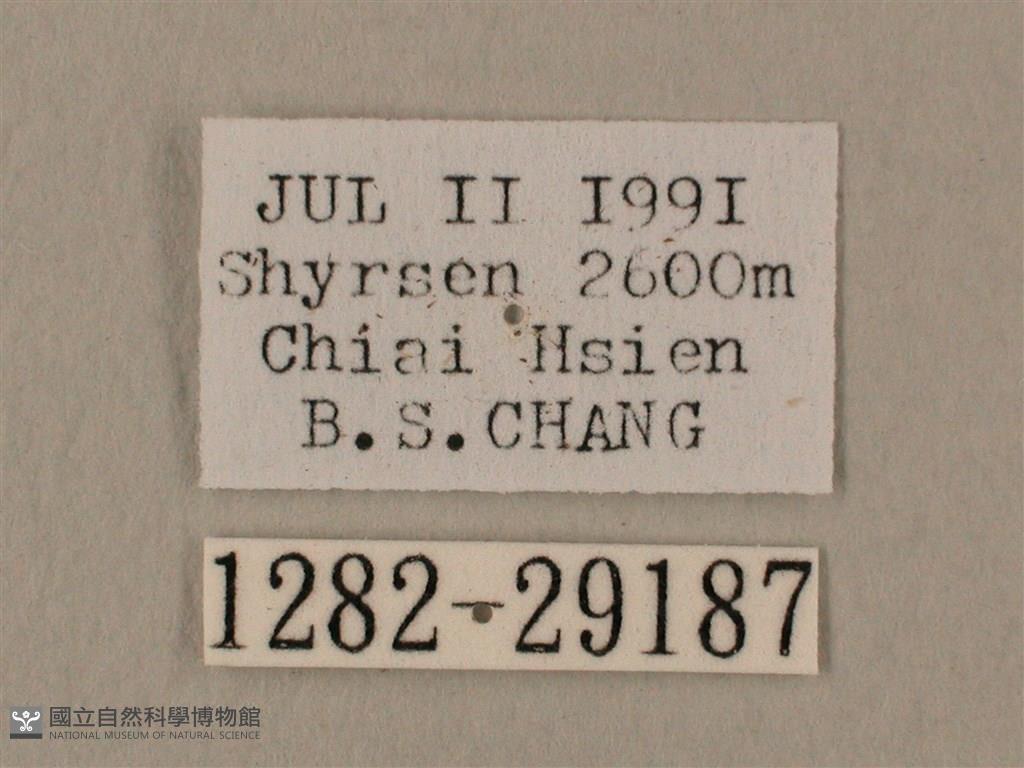 JUL II I99I
Shyrsen 2600m
Chiai Hsien
B.S.CHANG
1282-29187
國立自然科學博物館
NATIONAL MUSEUM OF NATURAL SCIENCE